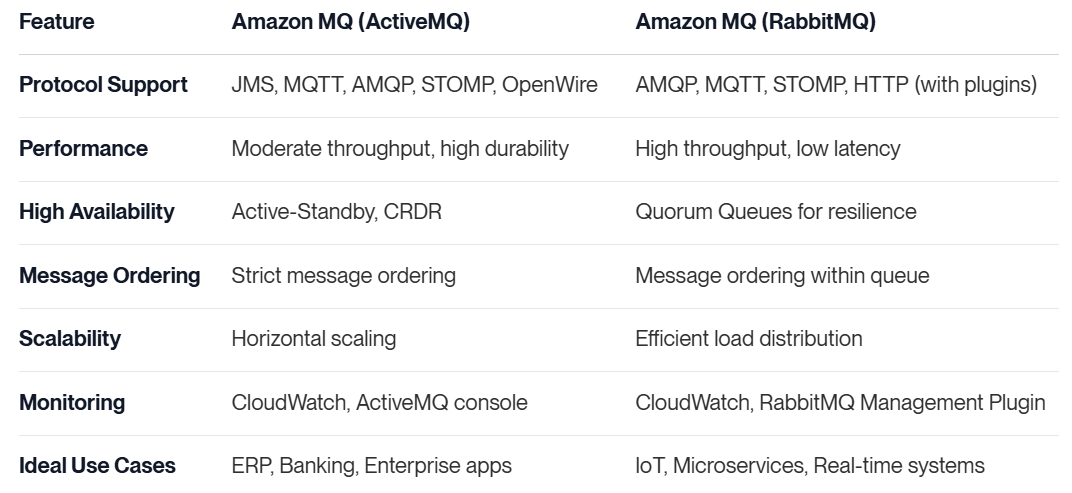 Feature Amazon MQ (ActiveMQ) Amazon MQ (RabbitMQ)
Protocol Support JMS, MQTT, AMQP, STOMP, OpenWire AMQP, MQTT, STOMP, HTTP (with plugins)
Performance Moderate throughput, high durability High throughput, low latency
High Availability Active-Standby, CRDR Quorum Queues for resilience
Message Ordering Strict message ordering Message ordering within queue
Scalability Horizontal scaling Efficient load distribution
Monitoring CloudWatch, ActiveMQ console CloudWatch, RabbitMQ Management Plugin
Ideal Use Cases ERP, Banking, Enterprise apps IoT, Microservices, Real-time systems